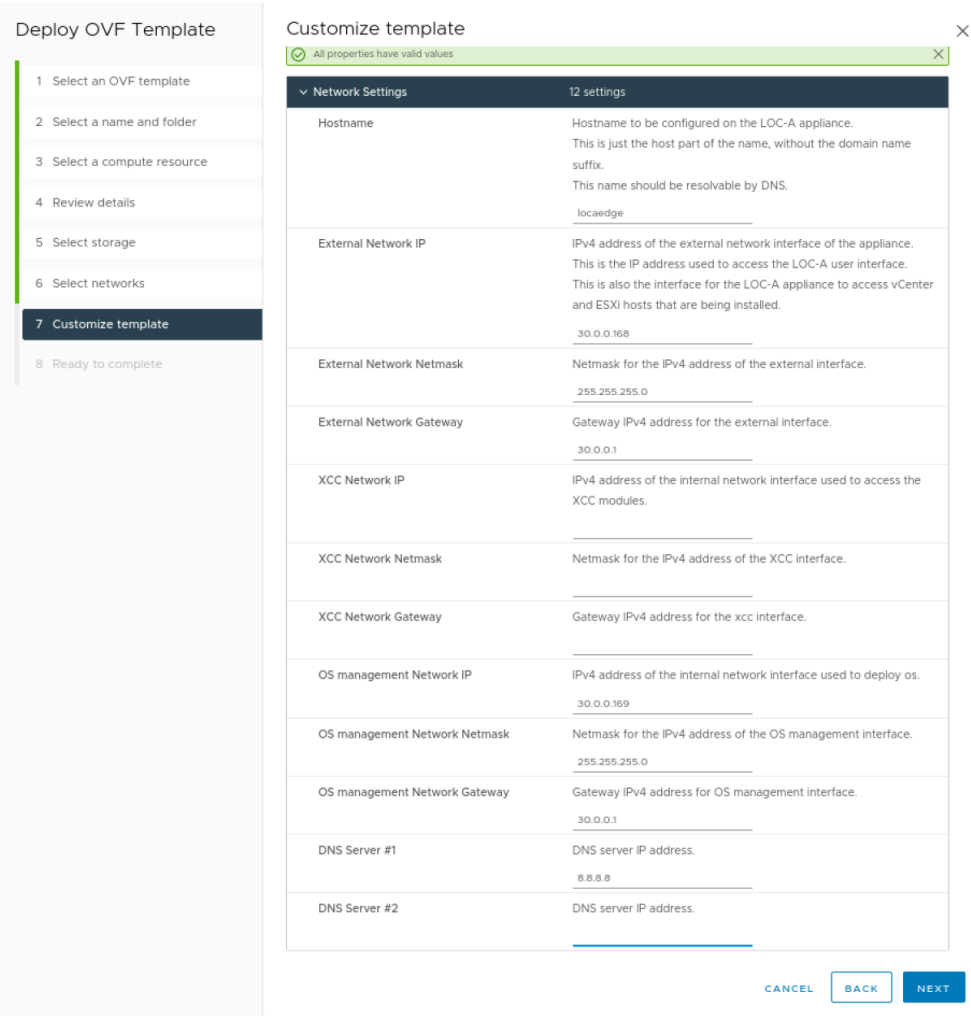 Deploy OVF Template
1 Select an OVF template
2 Select a name and folder
3 Select a compute resource
4 Review details
5 Select storage
6 Select networks
7 Customize template
8 Ready to complete
Customize template
All properties have valid values
Network Settings 12 settings
Hostname
Hostname to be configured on the LOC-A appliance.
This is just the host part of the name, without the domain name
suffix.
This name should be resolvable by DNS.
locaedge
External Network IP
IPv4 address of the external network interface of the appliance.
This is the IP address used to access the LOC-A user interface.
This is also the interface for the LOC-A appliance to access vCenter
and ESXi hosts that are being installed.
30.0.0.168
External Network Netmask
Netmask for the IPv4 address of the external interface.
255.255.255.0
External Network Gateway
Gateway IPv4 address for the external interface.
30.0.0.1
XCC Network IP
IPv4 address of the internal network interface used to access the
XCC modules.
XCC Network Netmask
Netmask for the IPv4 address of the XCC interface.
XCC Network Gateway
Gateway IPv4 address for the xcc interface.
OS management Network IP
IPv4 address of the internal network interface used to deploy os.
30.0.0.169
OS management Network Netmask
Netmask for the IPv4 address of the OS management interface.
255.255.255.0
OS management Network Gateway
Gateway IPv4 address for OS management interface.
30.0.0.1
DNS Server #1
DNS server IP address.
8.8.8.8
DNS Server #2
DNS server IP address.
CANCEL BACK NEXT